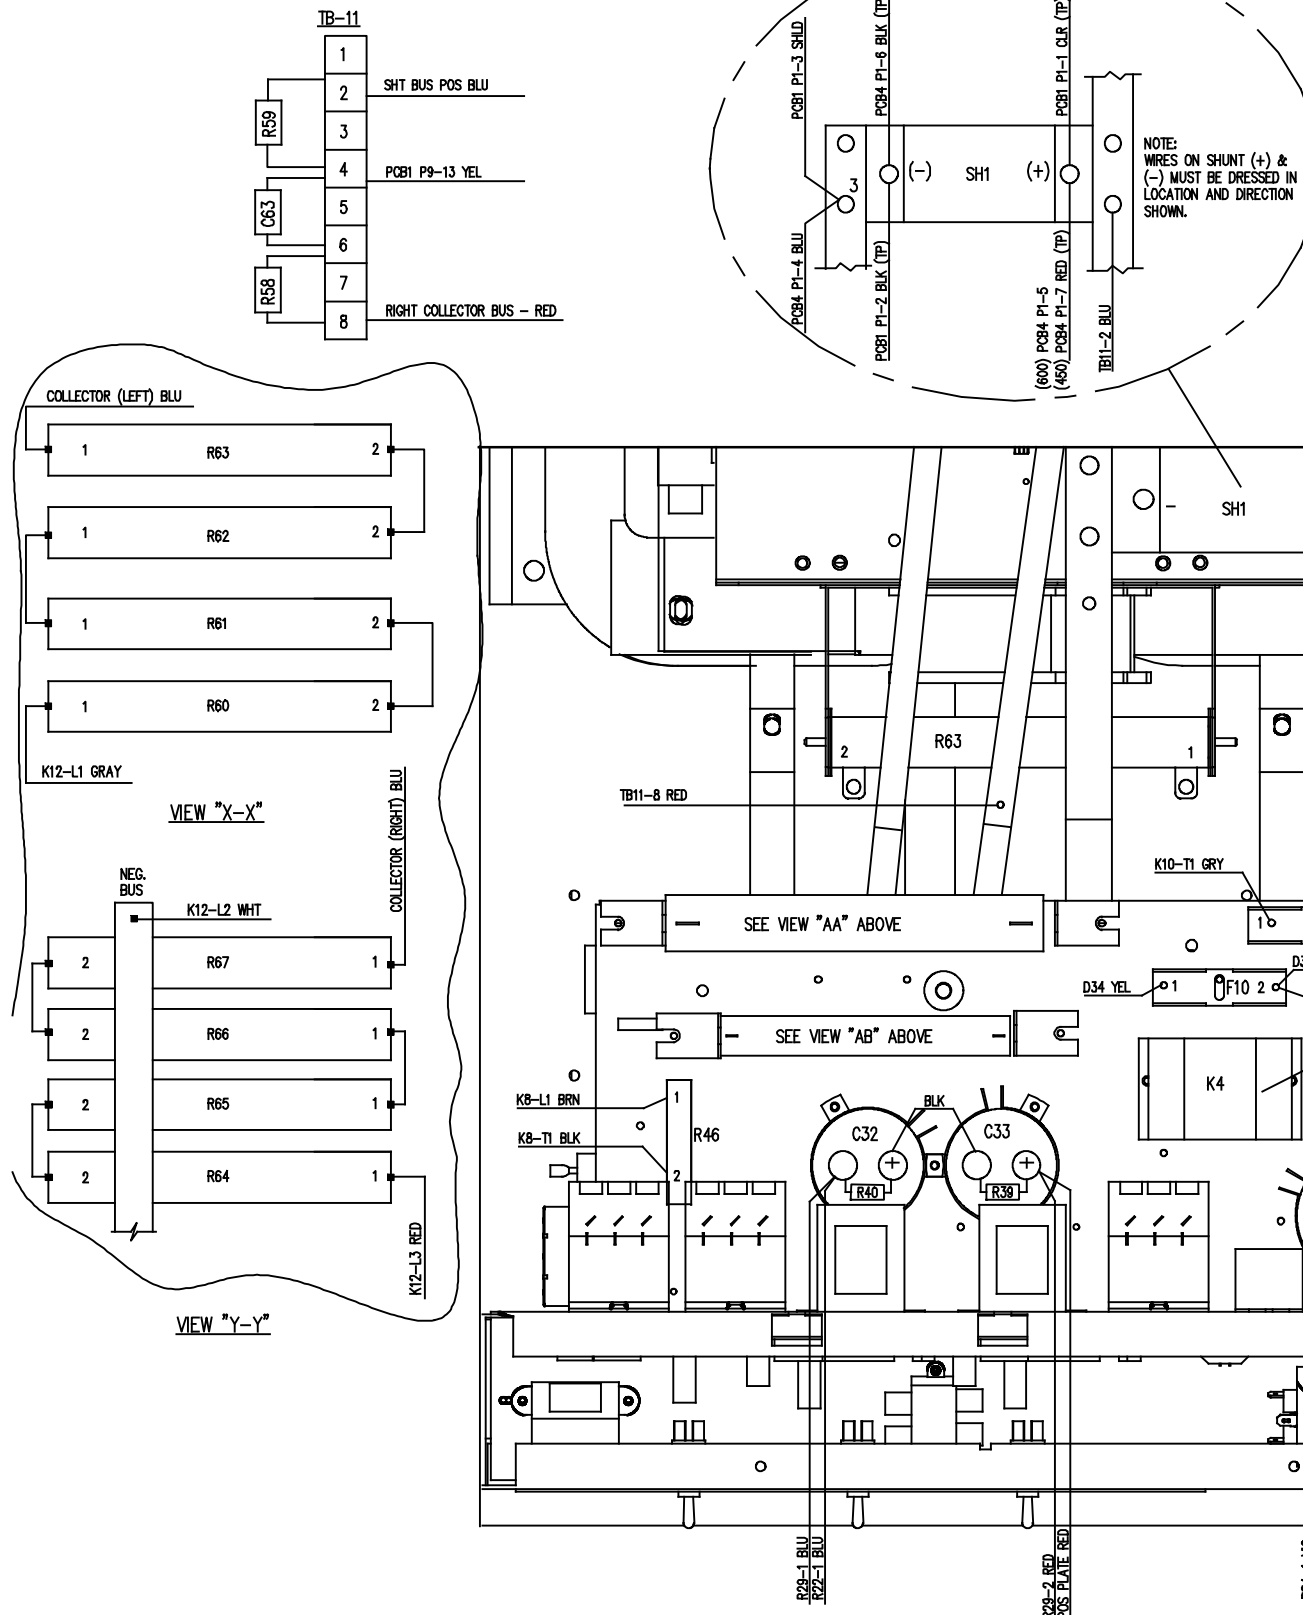 TB-11
1
2
3
4
5
6
7
8
R59
C63
R58
SHT BUS POS BLU
PCB1 P9-13 YEL
RIGHT COLLECTOR BUS - RED
PCB1 P1-3 SHLD
PCB4 P1-6 BLK (TP)
PCB1 P1-1 CLR (TP)
3
(-)
SH1
(+)
NOTE:
WIRES ON SHUNT (+) &
(-) MUST BE DRESSED IN
LOCATION AND DIRECTION
SHOWN.
PCB4 P1-4 BLU
PCB1 P1-2 BLK (TP)
(600) PCB4 P1-5
(450) PCB4 P1-7 RED (TP)
TB11-2 BLU
COLLECTOR (LEFT) BLU
1 R63 2
1 R62 2
1 R61 2
1 R60 2
K12-L1 GRAY
VIEW "X-X"
COLLECTOR (RIGHT) BLU
NEG.
BUS
K12-L2 WHT
2 R67 1
2 R66 1
2 R65 1
2 R64 1
K12-L3 RED
VIEW "Y-Y"
- SH1
2 R63 1
TB11-8 RED
K10-T1 GRY
SEE VIEW "AA" ABOVE
1
D34 YEL
1 F10 2
SEE VIEW "AB" ABOVE
K4
K8-L1 BRN
1
K8-T1 BLK
R46
2
BLK
C32
C33
+
+
R40
R39
R29-1 BLU
R22-1 BLU
R29-2 RED
POS PLATE RED